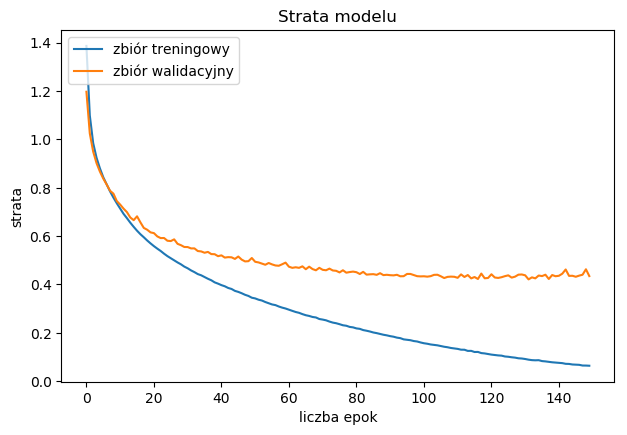 Strata modelu
zbiór treningowy
zbiór walidacyjny
strata
1.4
1.2
1.0
0.8
0.6
0.4
0.2
0.0
0 20 40 60 80 100 120 140
liczba epok